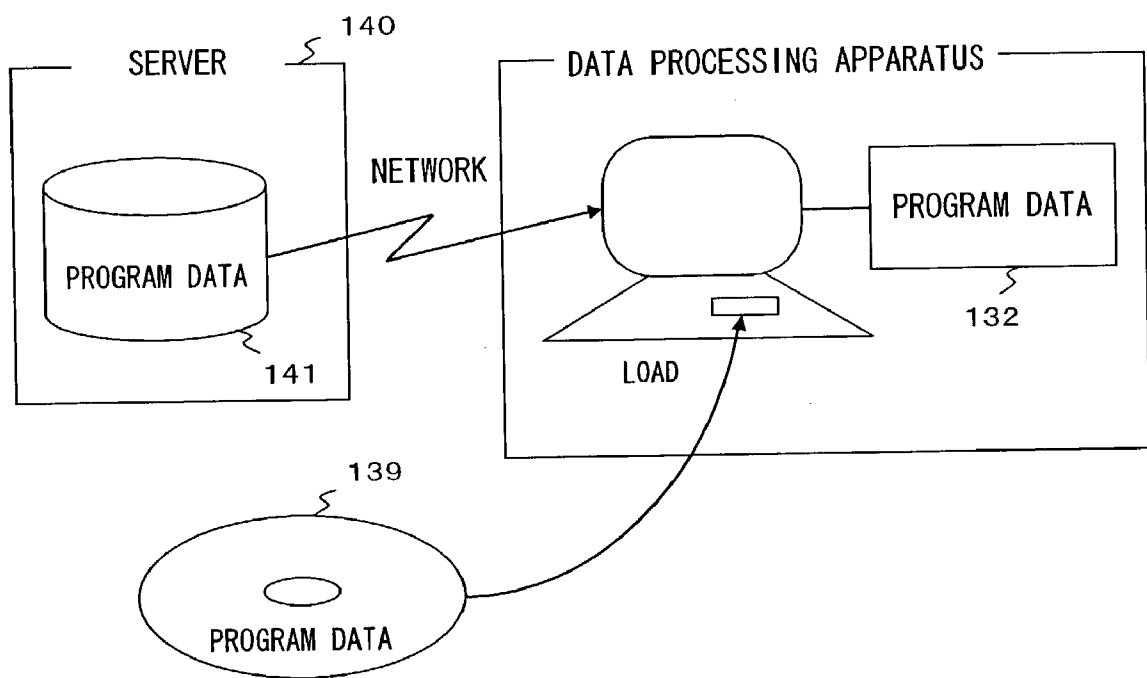 140
SERVER
DATA PROCESSING APPARATUS
NETWORK
PROGRAM DATA
PROGRAM DATA
132
141
LOAD
139
PROGRAM DATA